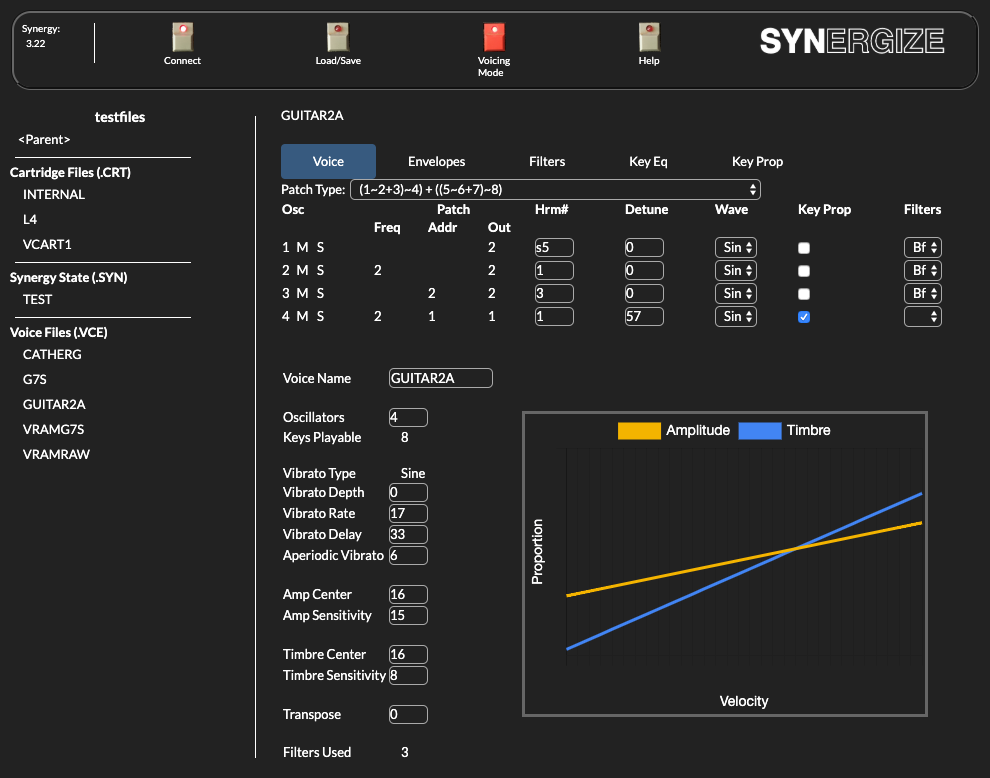 Synergy:
3.22
Connect
Load/Save
Voicing
Mode
Help
SYNERGIZE
testfiles
<Parent>
Cartridge Files (.CRT)
INTERNAL
L4
VCART1
Synergy State (.SYN)
TEST
Voice Files (.VCE)
CATHERG
G7S
GUITAR2A
VRAMG7S
VRAMRAW
GUITAR2A
Voice Envelopes Filters Key Eq Key Prop
Patch Type: (1~2+3)~4) + ((5~6+7)~8)
Osc Patch Hrm# Detune Wave Key Prop Filters
Freq Addr Out
1 M S 2 s5 0 Sin Bf
2 M S 2 2 1 0 Sin Bf
3 M S 2 2 3 0 Sin Bf
4 M S 2 1 1 1 57 Sin
Voice Name GUITAR2A
Oscillators 4
Keys Playable 8
Vibrato Type Sine
Vibrato Depth 0
Vibrato Rate 17
Vibrato Delay 33
Aperiodic Vibrato 6
Amp Center 16
Amp Sensitivity 15
Timbre Center 16
Timbre Sensitivity 8
Transpose 0
Filters Used 3
Amplitude Timbre
Proportion
Velocity